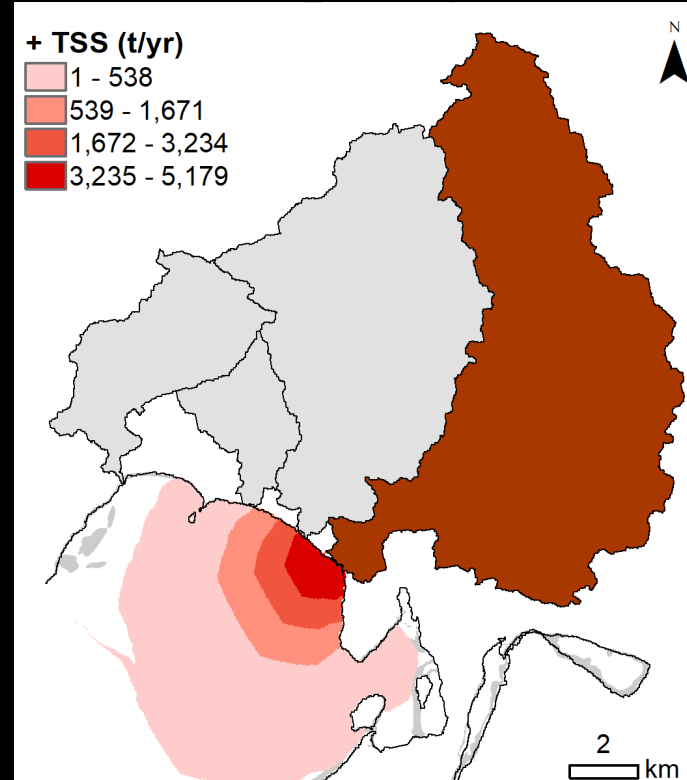 + TSS (t/yr)
1 - 538
539 - 1,671
1,672 - 3,234
3,235 - 5,179
N
2
km